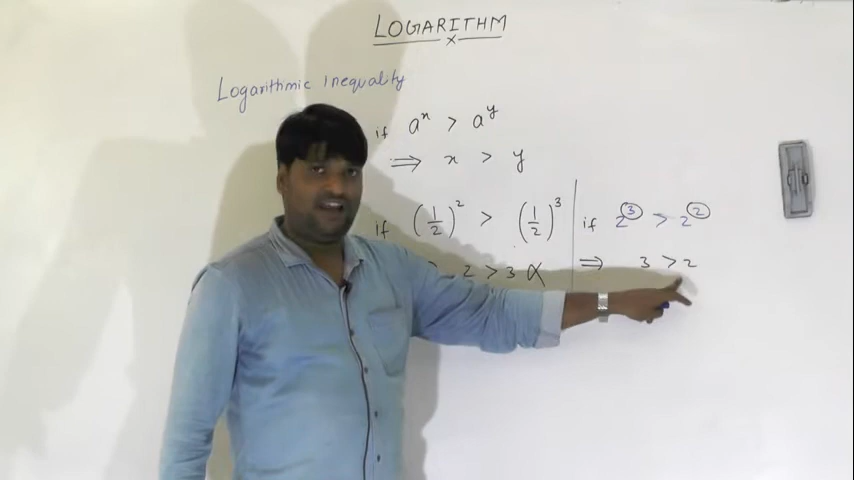 LOGARITHM
x
Logarithmic inequality
if aˣ > aʸ
⟹ x > y
if (1/2)² > (1/2)³
2 > 3 X
if 2³ > 2²
⟹ 3 > 2